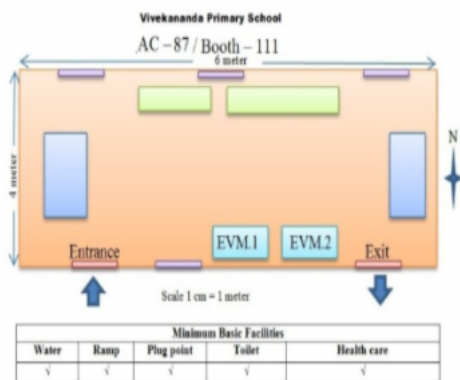 Vivekananda Primary School
AC – 87 / Booth – 111
6 meter
4 meter
N
EVM.1 EVM.2
Entrance Exit
Scale 1 cm = 1 meter
Minimum Basic Facilities
Water Ramp Plug point Toilet Health care
√ √ √ √ √